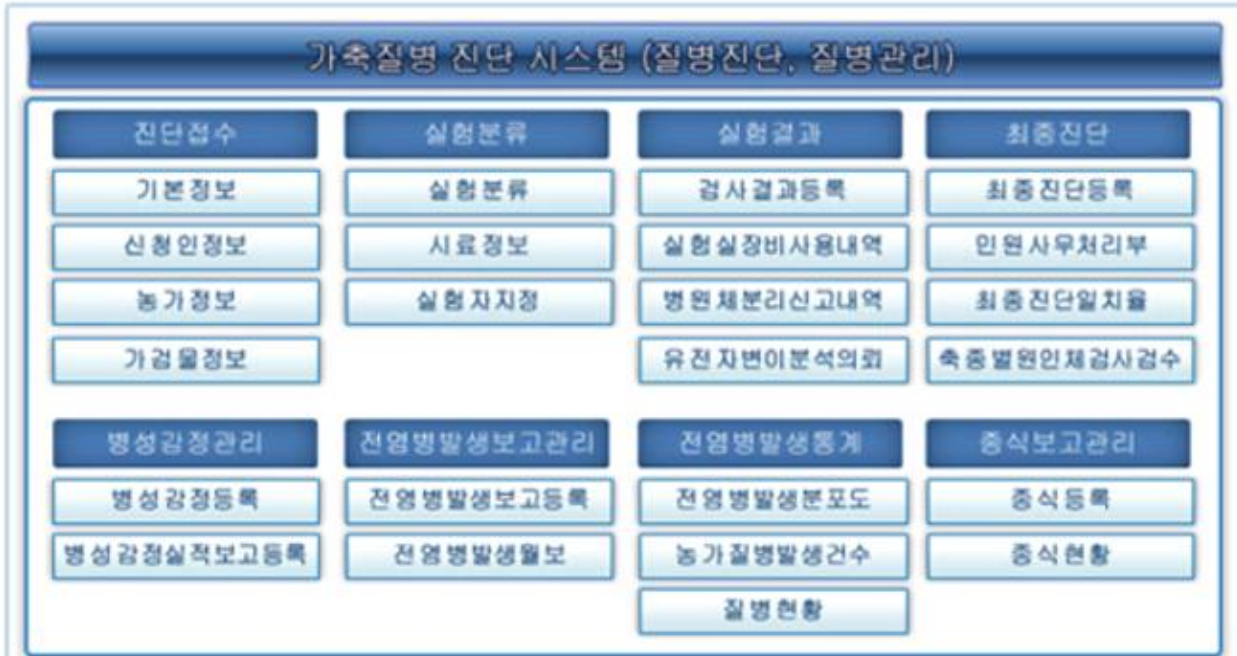 가축질병 진단 시스템 (질병진단, 질병관리)
진단접수
기본정보
신청인정보
농가정보
가검물정보
실험분류
실험분류
시료정보
실험자지정
실험결과
검사결과등록
실험실장비사용내역
병원체분리신고내역
유전자변이분석의뢰
최종진단
최종진단등록
민원사무처리부
최종진단일치율
축종별원인체검사검수
병성감정관리
병성감정등록
병성감정실적보고등록
전염병발생보고관리
전염병발생보고등록
전염병발생월보
전염병발생통계
전염병발생분포도
농가질병발생건수
질병현황
종식보고관리
종식등록
종식현황